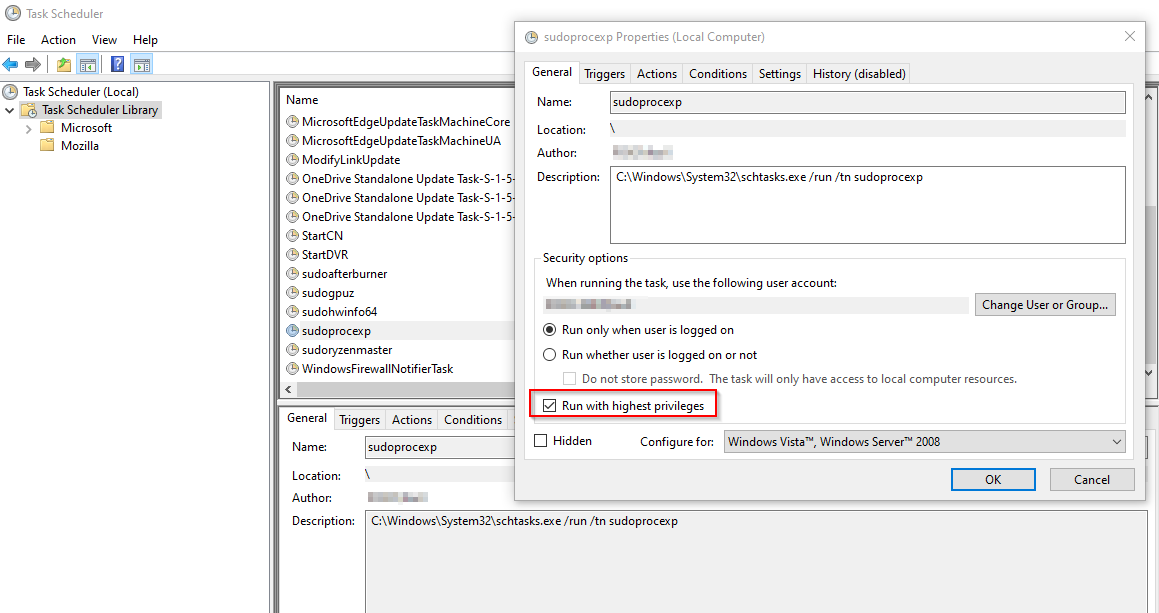 Task Scheduler
File Action View Help
Task Scheduler (Local)
Task Scheduler Library
Microsoft
Mozilla
Name
MicrosoftEdgeUpdateTaskMachineCore
MicrosoftEdgeUpdateTaskMachineUA
ModifyLinkUpdate
OneDrive Standalone Update Task-S-1-5-
OneDrive Standalone Update Task-S-1-5-
OneDrive Standalone Update Task-S-1-5-
StartCN
StartDVR
sudoafterburner
sudogpuz
sudohwinfo64
sudoprocexp
sudoryzenmaster
WindowsFirewallNotifierTask
General Triggers Actions Conditions
Name: sudoprocexp
Location: \
Author:
Description: C:\Windows\System32\schtasks.exe /run /tn sudoprocexp
sudoprocexp Properties (Local Computer)
General Triggers Actions Conditions Settings History (disabled)
Name: sudoprocexp
Location: \
Author:
Description: C:\Windows\System32\schtasks.exe /run /tn sudoprocexp
Security options
When running the task, use the following user account:
Change User or Group...
Run only when user is logged on
Run whether user is logged on or not
Do not store password. The task will only have access to local computer resources.
Run with highest privileges
Hidden Configure for: Windows Vista™, Windows Server™ 2008
OK Cancel